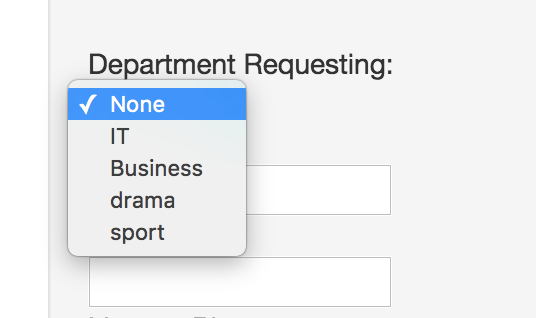 Department Requesting:
✓ None
IT
Business
drama
sport